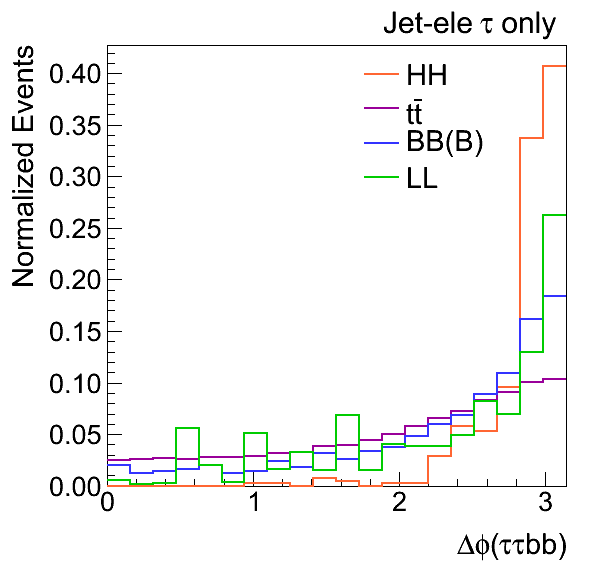 Jet-ele τ only
Normalized Events
0.40
0.35
0.30
0.25
0.20
0.15
0.10
0.05
0.00
HH
tt̄
BB(B)
LL
0 1 2 3
Δϕ(ττbb)